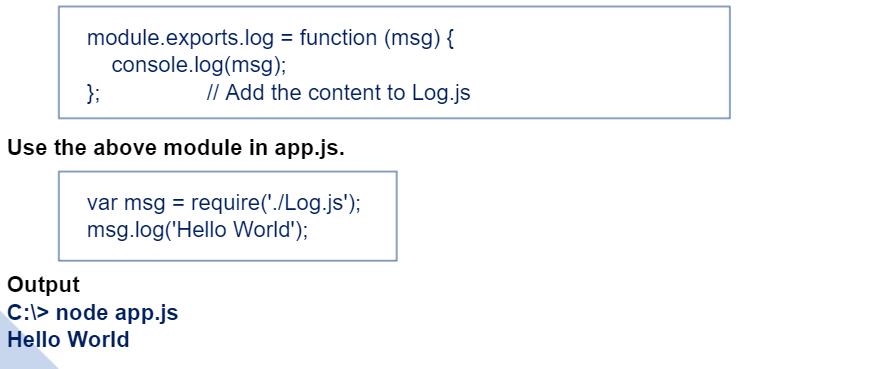 module.exports.log = function (msg) {
console.log(msg);
}; // Add the content to Log.js
Use the above module in app.js.
var msg = require('./Log.js');
msg.log('Hello World');
Output
C:\> node app.js
Hello World